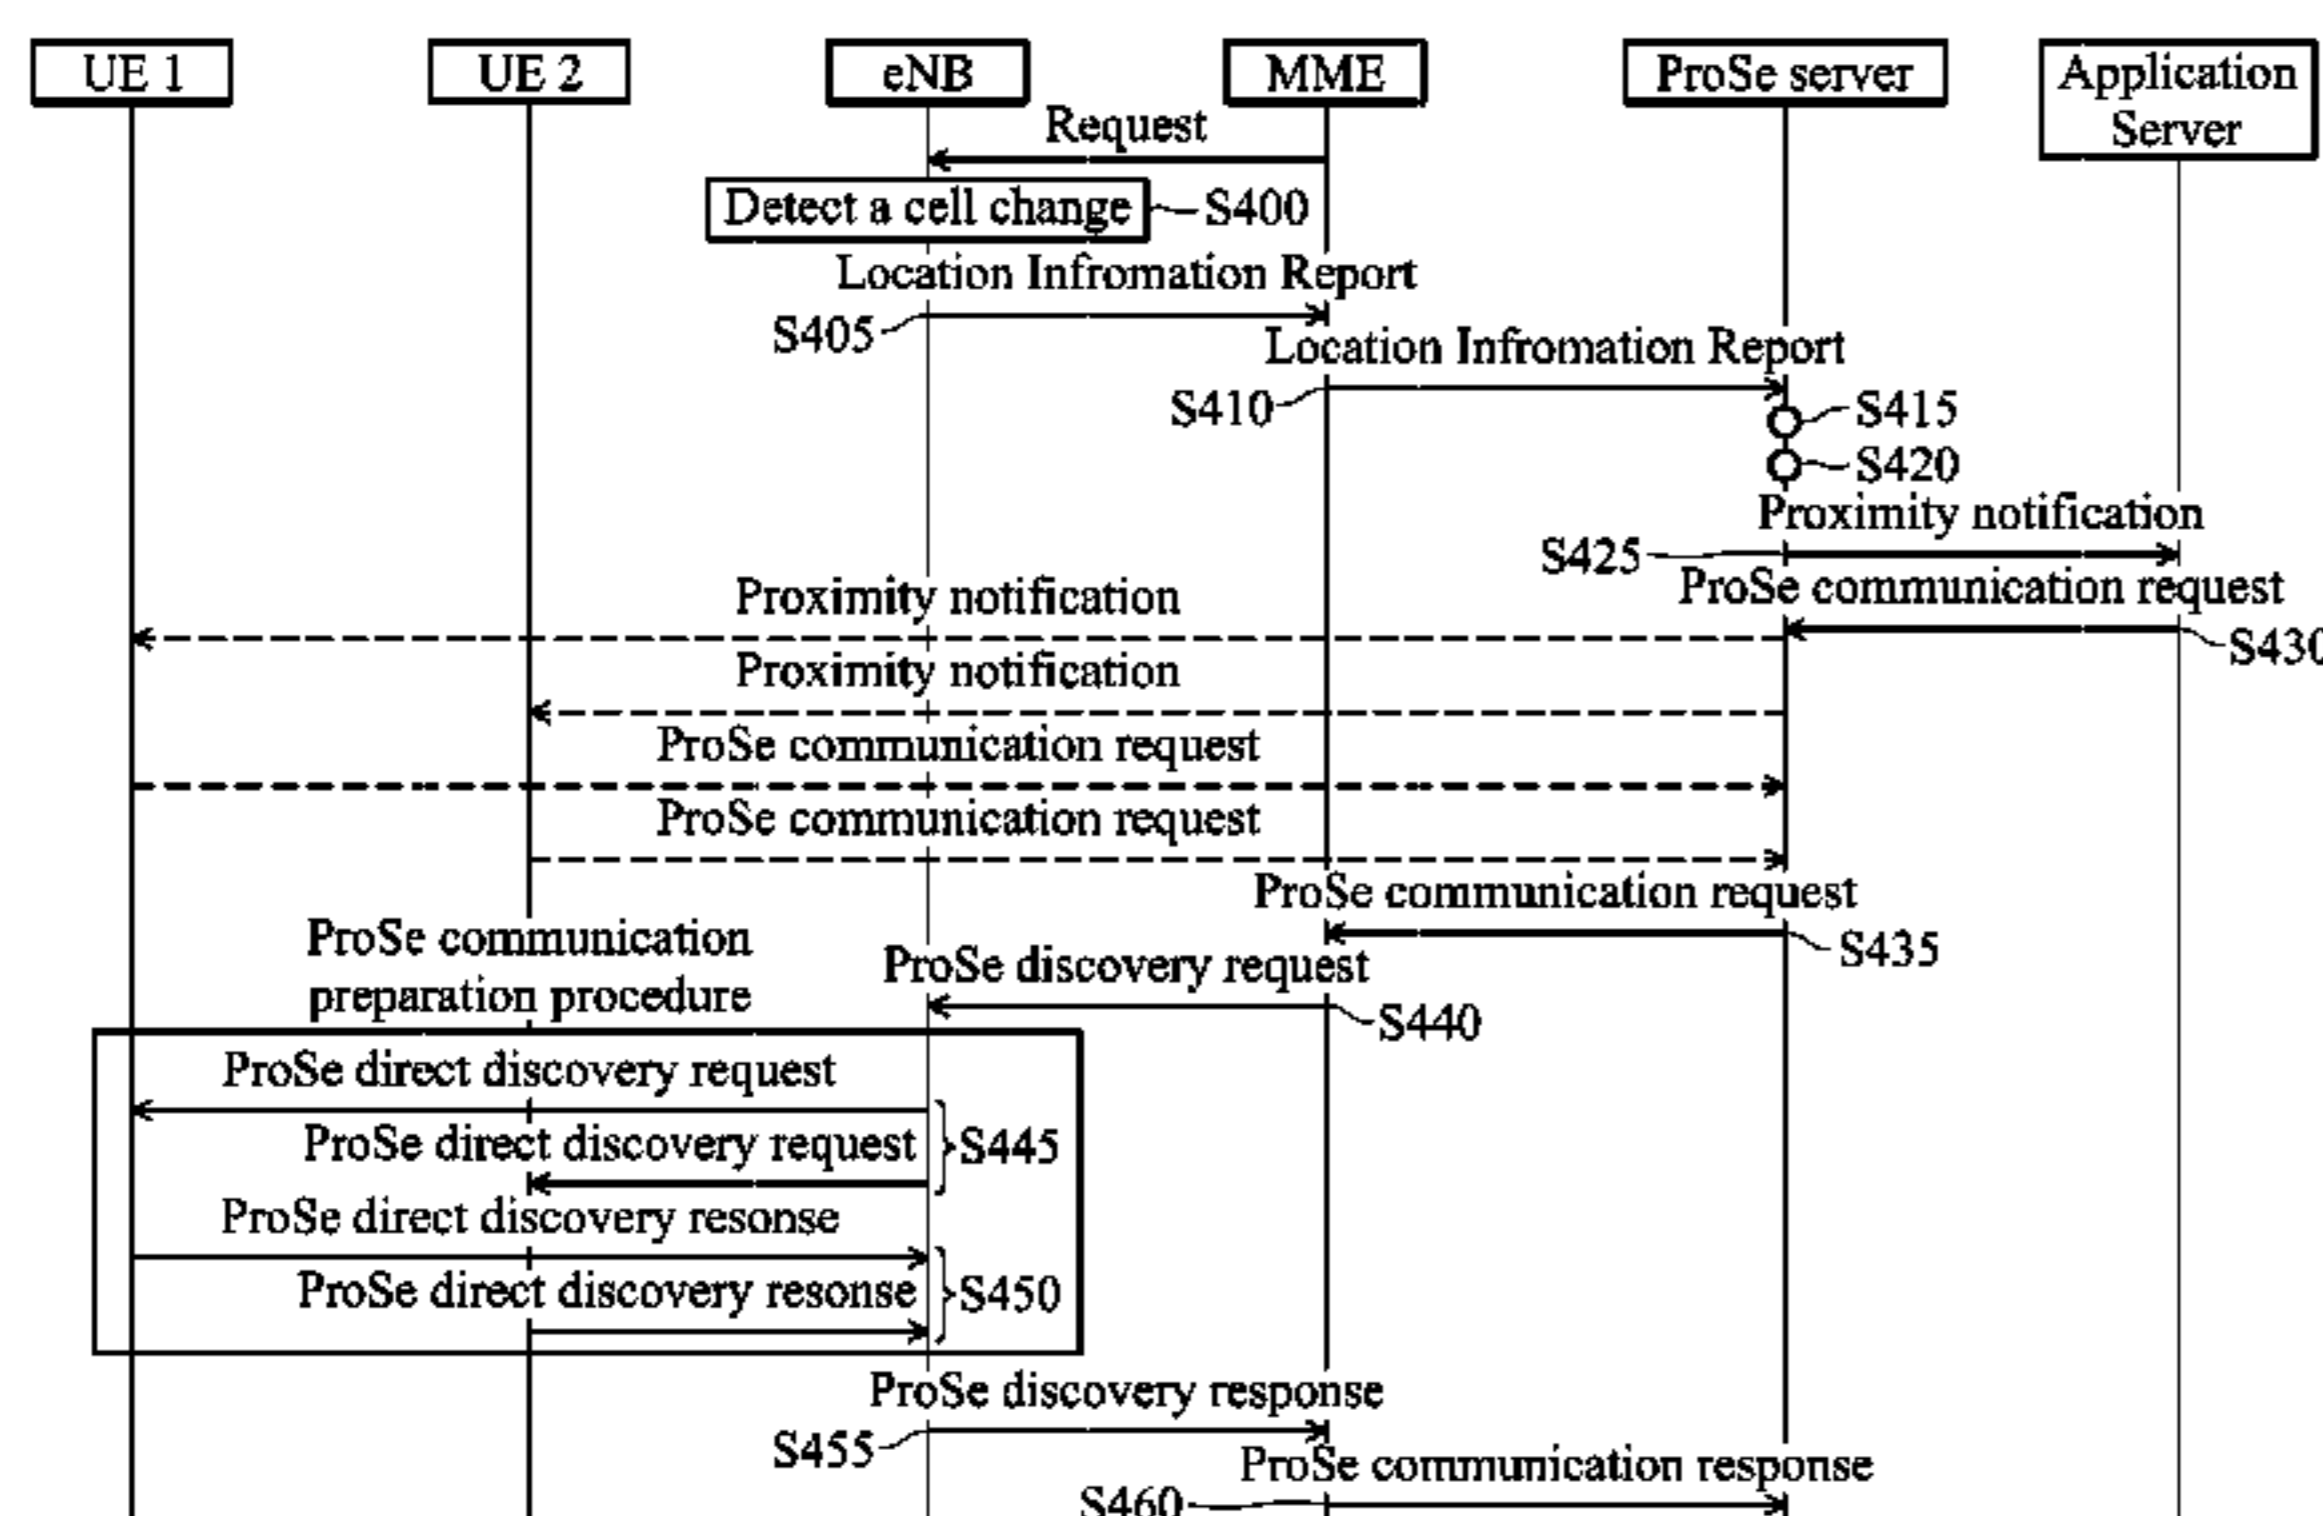 UE 1
UE 2
eNB
MME
ProSe server
Application
Server
Request
Detect a cell change
S400
Location Infromation Report
S405
Location Infromation Report
S410
S415
S420
Proximity notification
S425
ProSe communication request
S430
Proximity notification
Proximity notification
ProSe communication request
ProSe communication request
ProSe communication request
S435
ProSe communication
preparation procedure
ProSe discovery request
S440
ProSe direct discovery request
ProSe direct discovery request
S445
ProSe direct discovery resonse
ProSe direct discovery resonse
S450
ProSe discovery response
S455
ProSe communication response
S460